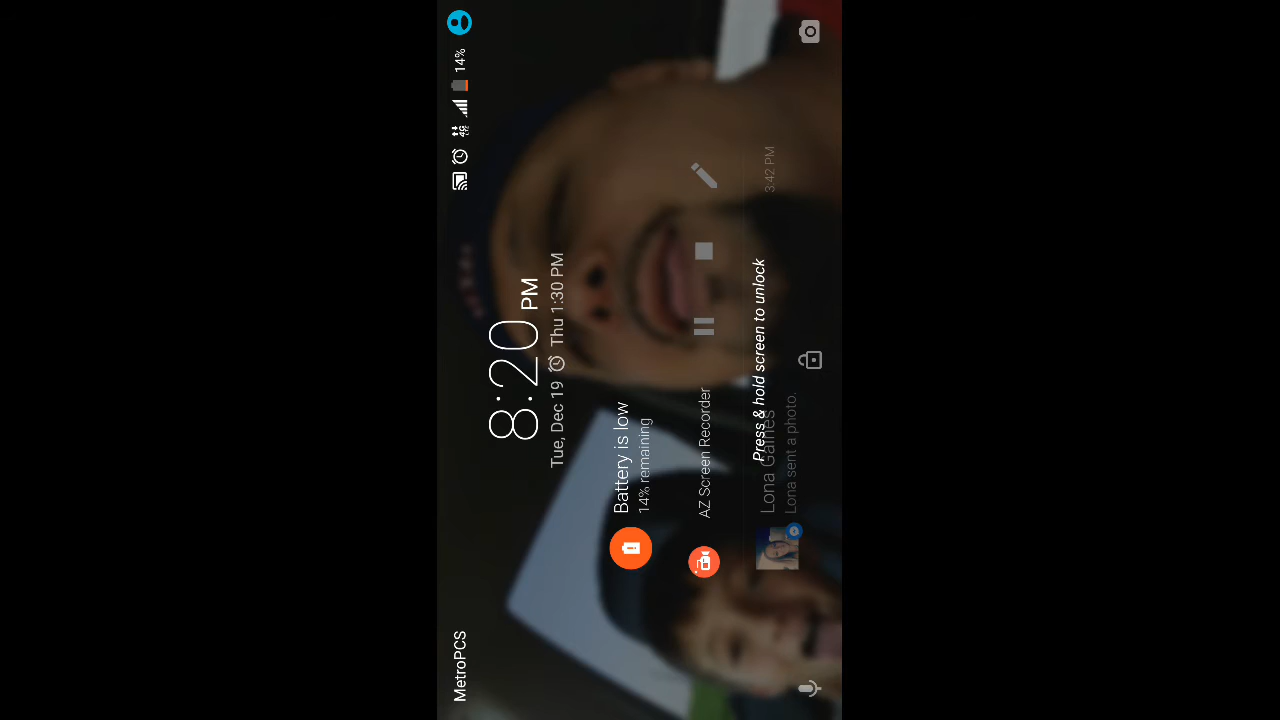 MetroPCS
14%
8:20 PM
Tue, Dec 19 Thu 1:30 PM
Battery is low
14% remaining
AZ Screen Recorder
Press & hold screen to unlock
Lona Gaines 3:42 PM
Lona sent a photo.